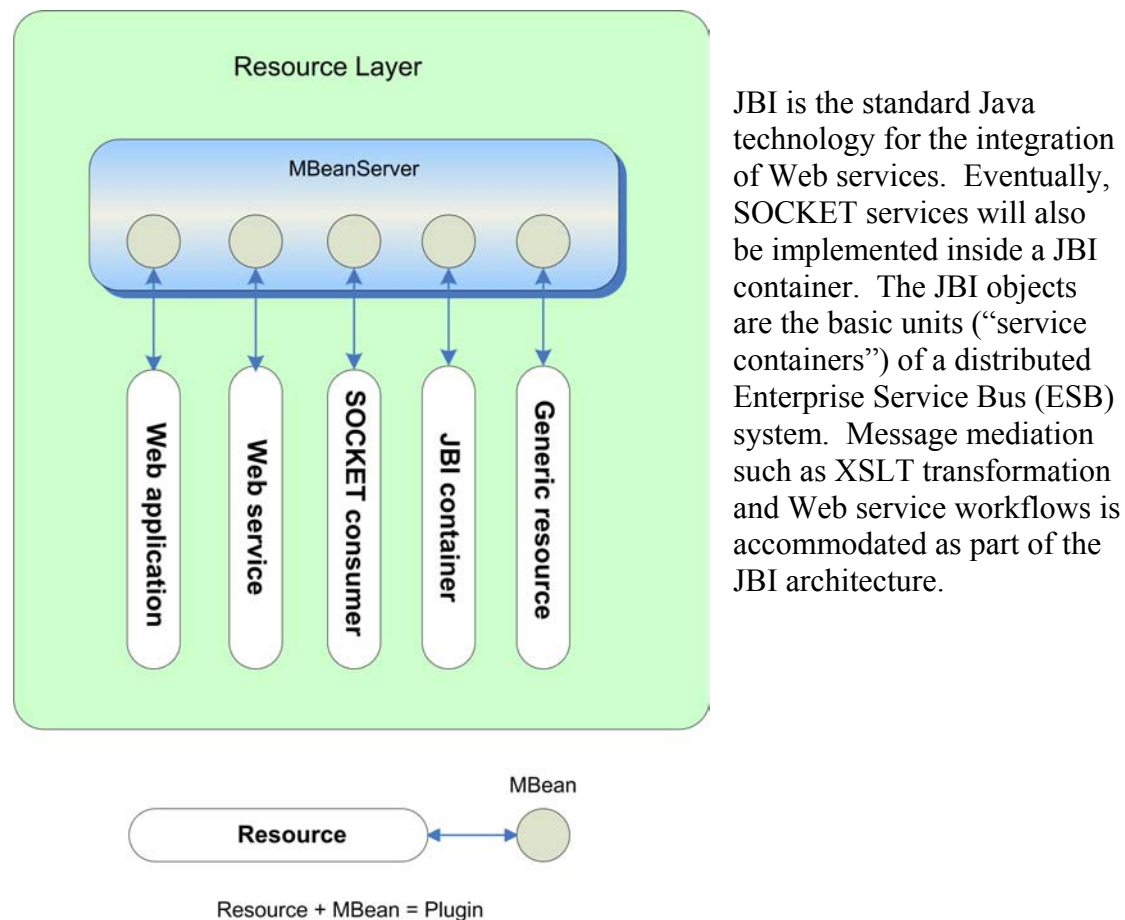 Resource Layer
MBeanServer
Web application
Web service
SOCKET consumer
JBI container
Generic resource
MBean
Resource
Resource + MBean = Plugin
JBI is the standard Java
technology for the integration
of Web services.  Eventually,
SOCKET services will also
be implemented inside a JBI
container.  The JBI objects
are the basic units (“service
containers”) of a distributed
Enterprise Service Bus (ESB)
system.  Message mediation
such as XSLT transformation
and Web service workflows is
accommodated as part of the
JBI architecture.